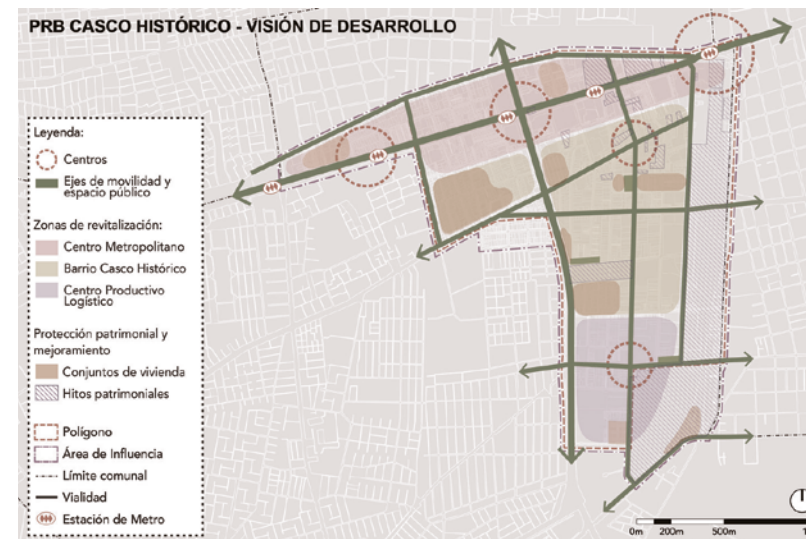 PRB CASCO HISTÓRICO - VISIÓN DE DESARROLLO
Leyenda:
Centros
Ejes de movilidad y
espacio público
Zonas de revitalización:
Centro Metropolitano
Barrio Casco Histórico
Centro Productivo
Logístico
Protección patrimonial y
mejoramiento
Conjuntos de vivienda
Hitos patrimoniales
Polígono
Área de Influencia
Límite comunal
Vialidad
Estación de Metro
0m 200m 500m